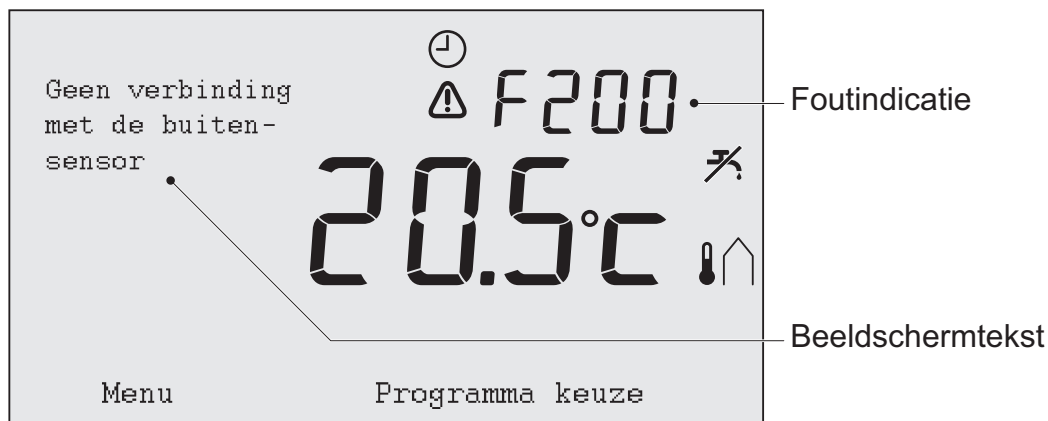 Geen verbinding
met de buiten-
sensor
F200
Foutindicatie
20.5°C
Beeldschermtekst
Menu
Programma keuze